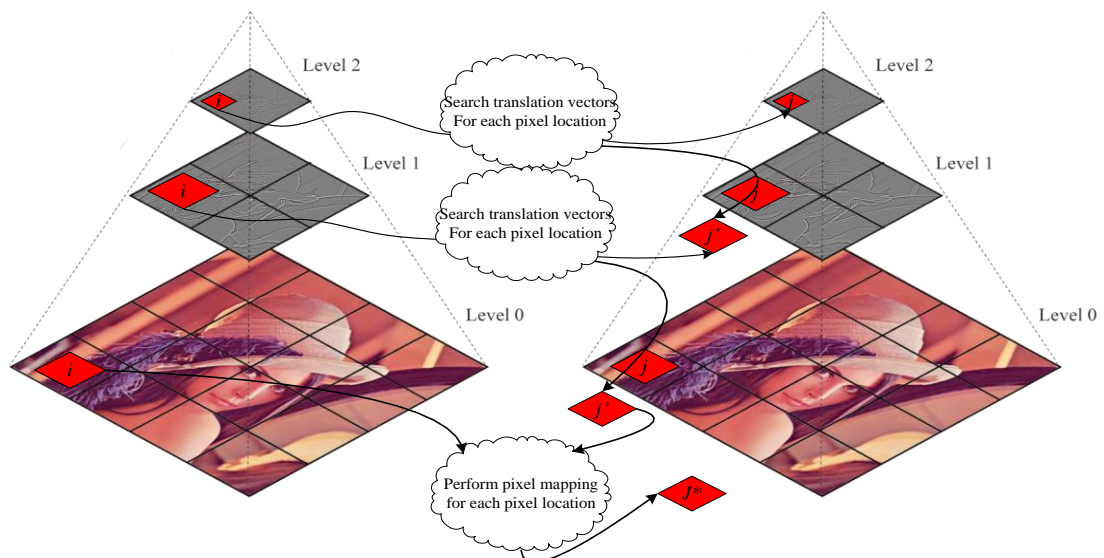 Level 2
Level 2
i
Search translation vectors
For each pixel location
j
Level 1
Level 1
i
Search translation vectors
For each pixel location
j
j'
Level 0
Level 0
i
j
j'
Perform pixel mapping
for each pixel location
J*